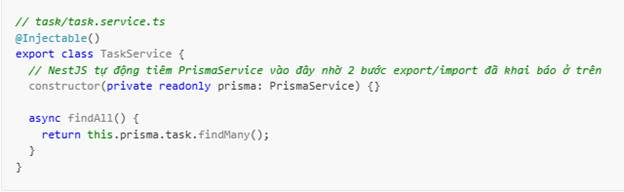 // task/task.service.ts
@Injectable()
export class TaskService {
  // NestJS tự động tiêm PrismaService vào đây nhờ 2 bước export/import đã khai báo ở trên
  constructor(private readonly prisma: PrismaService) {}

  async findAll() {
    return this.prisma.task.findMany();
  }
}